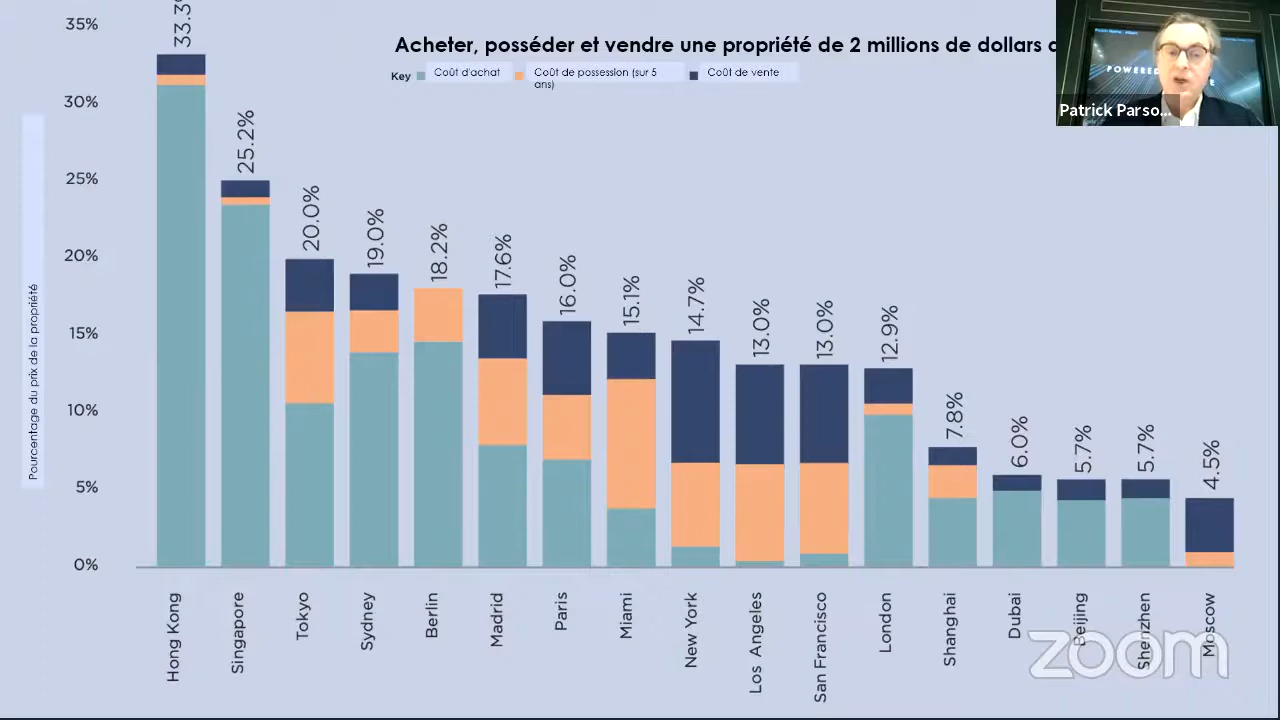 35%
30%
25%
20%
15%
10%
5%
0%
Pourcentage du prix de la propriété
Acheter, posséder et vendre une propriété de 2 millions de dollars
Key
Coût d'achat
Coût de possession (sur 5
ans)
Coût de vente
33.3
25.2%
20.0%
19.0%
18.2%
17.6%
16.0%
15.1%
14.7%
13.0%
13.0%
12.9%
7.8%
6.0%
5.7%
5.7%
4.5%
Hong Kong
Singapore
Tokyo
Sydney
Berlin
Madrid
Paris
Miami
New York
Los Angeles
San Francisco
London
Shanghai
Dubai
Beijing
Shenzhen
Moscow
POWERED
Patrick Parso...
zoom